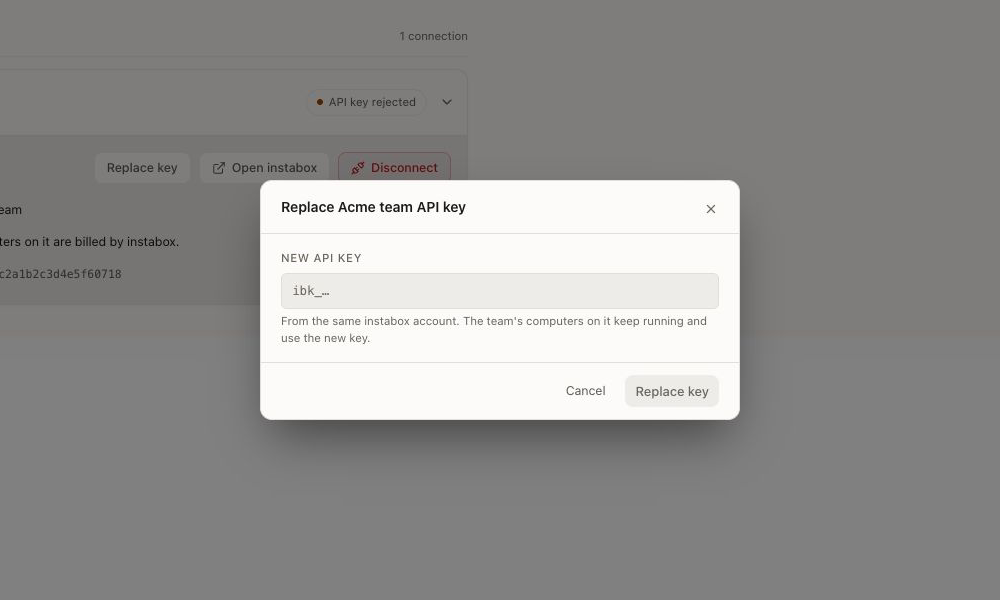 1 connection
API key rejected
Replace key
Open instabox
Disconnect
eam
ters on it are billed by instabox.
c2a1b2c3d4e5f60718
Replace Acme team API key
NEW API KEY
ibk_…
From the same instabox account. The team's computers on it keep running and
use the new key.
Cancel
Replace key